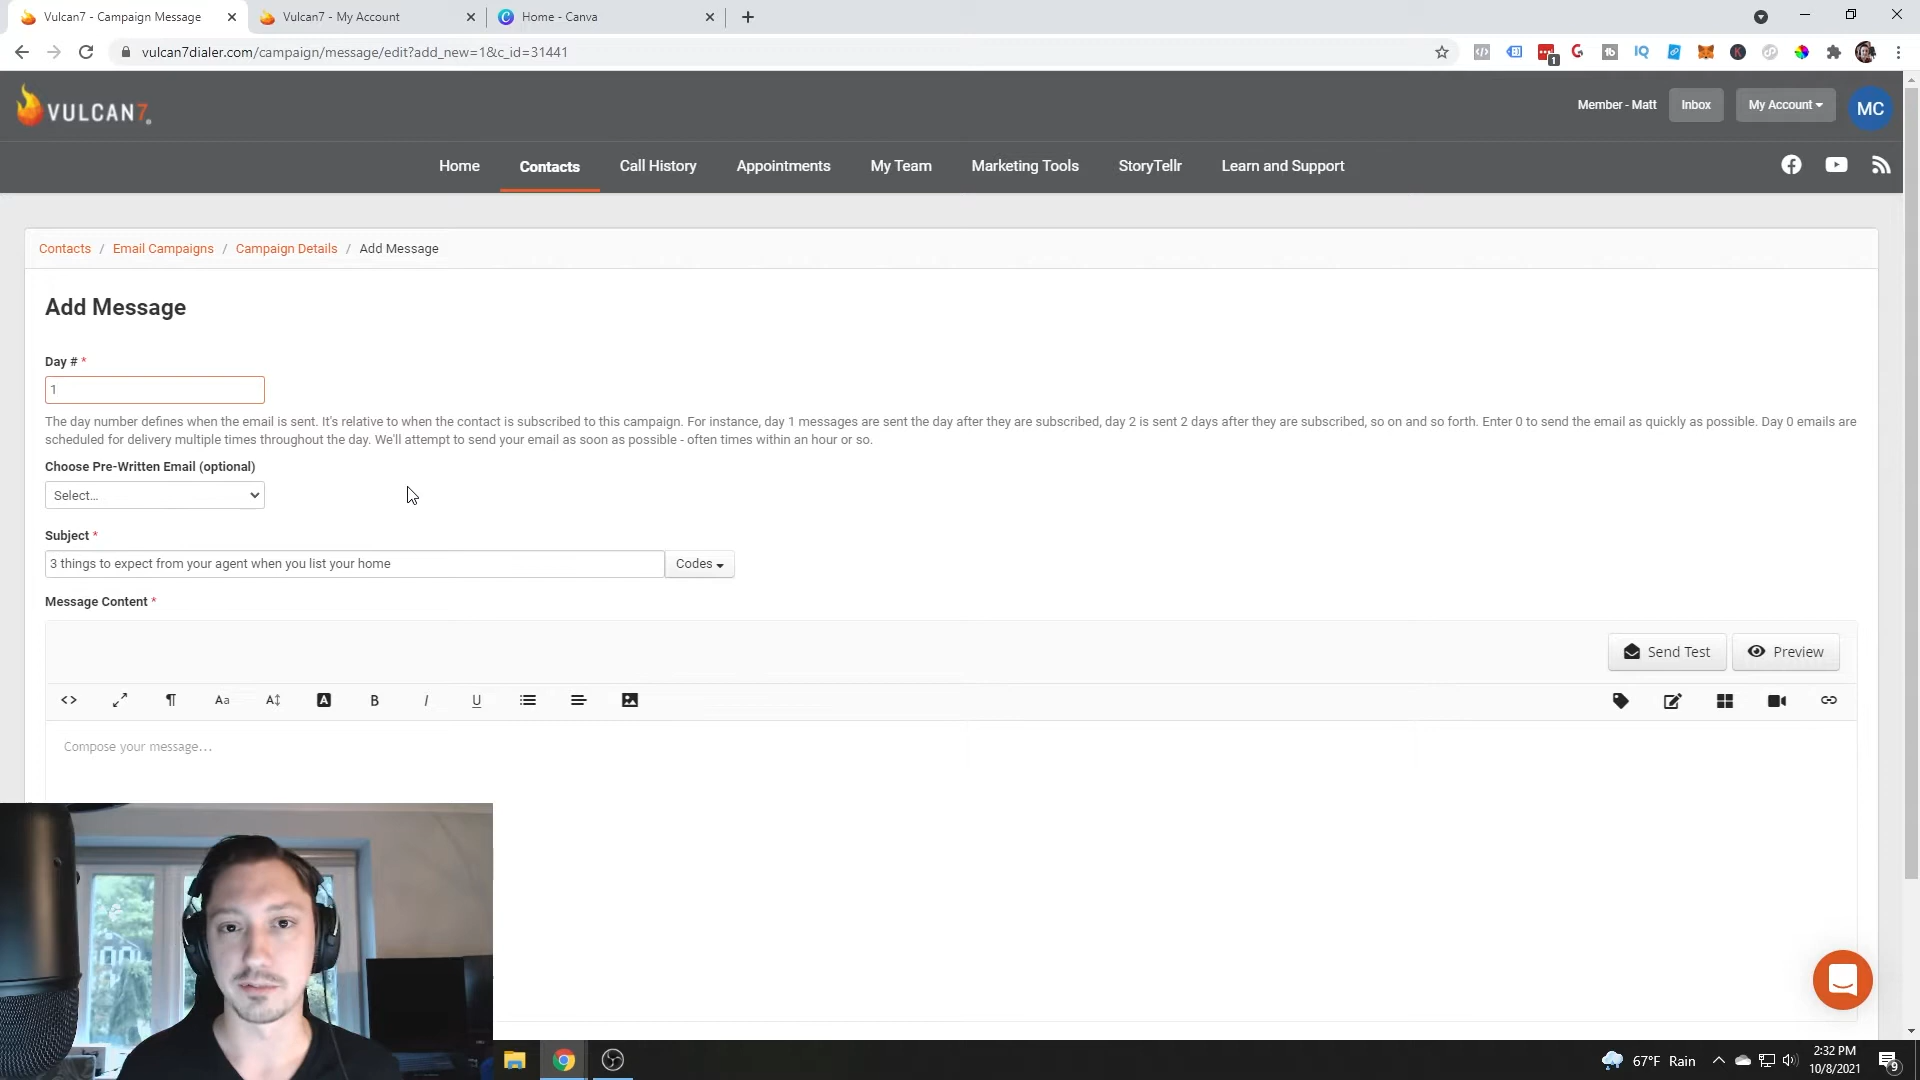 Vulcan7 - Campaign Message
Vulcan7 - My Account
Home - Canva
vulcan7dialer.com/campaign/message/edit?add_new=1&c_id=31441
1
VULCAN7
Member - Matt
Inbox
My Account
MC
Home
Contacts
Call History
Appointments
My Team
Marketing Tools
StoryTellr
Learn and Support
Contacts / Email Campaigns / Campaign Details / Add Message
Add Message
Day # *
1
The day number defines when the email is sent. It's relative to when the contact is subscribed to this campaign. For instance, day 1 messages are sent the day after they are subscribed, day 2 is sent 2 days after they are subscribed, so on and so forth. Enter 0 to send the email as quickly as possible. Day 0 emails are
scheduled for delivery multiple times throughout the day. We'll attempt to send your email as soon as possible - often times within an hour or so.
Choose Pre-Written Email (optional)
Select...
Subject *
3 things to expect from your agent when you list your home
Codes
Message Content *
Send Test
Preview
Compose your message...
67°F Rain
2:32 PM
10/8/2021
9